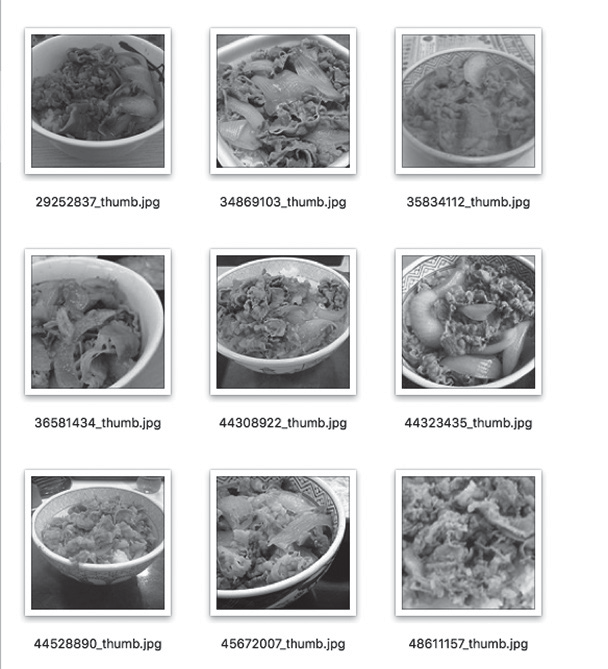 29252837_thumb.jpg
34869103_thumb.jpg
35834112_thumb.jpg
36581434_thumb.jpg
44308922_thumb.jpg
44323435_thumb.jpg
44528890_thumb.jpg
45672007_thumb.jpg
48611157_thumb.jpg